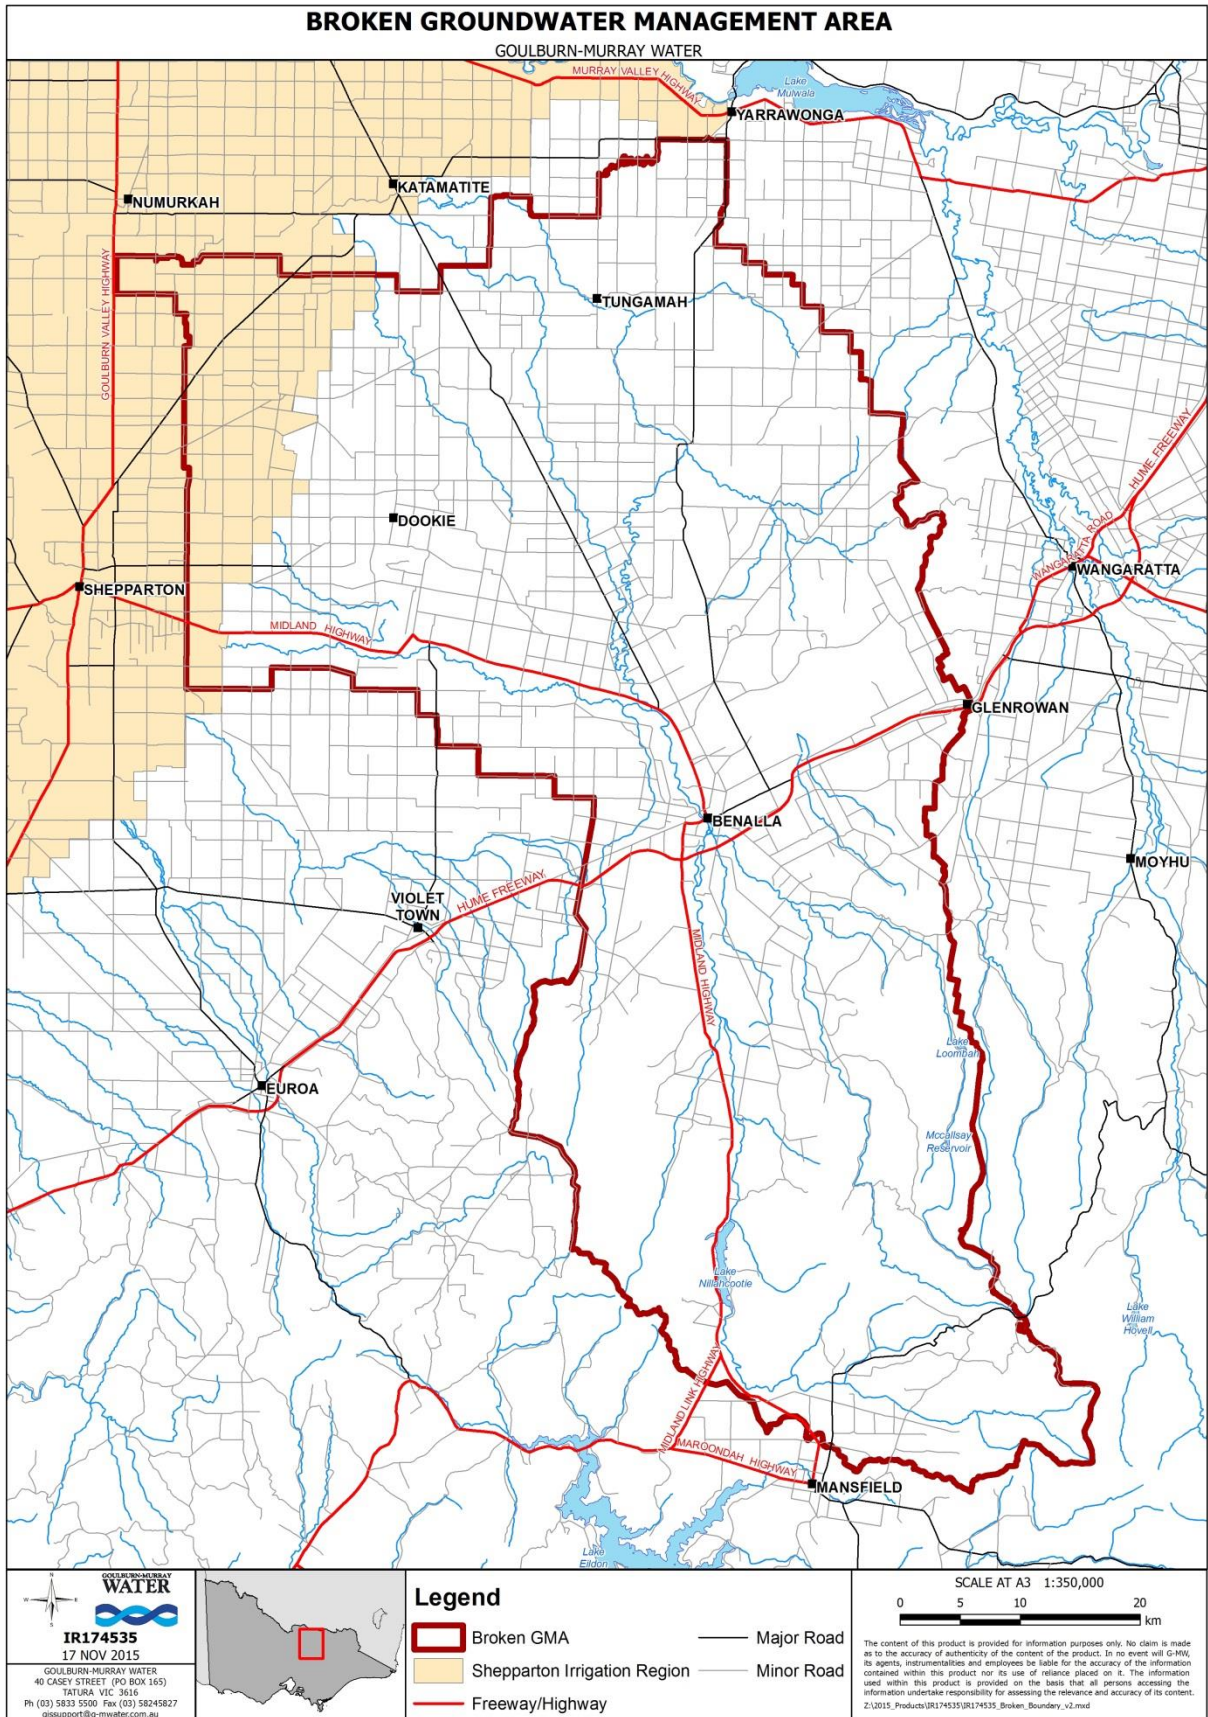 BROKEN GROUNDWATER MANAGEMENT AREA
GOULBURN-MURRAY WATER
MURRAY VALLEY HIGHWAY
Lake
Mulwala
YARRAWONGA
KATAMATITE
NUMURKAH
GOULBURN VALLEY HIGHWAY
TUNGAMAH
HUME FREEWAY
DOOKIE
WANGARATTA ROAD
WANGARATTA
SHEPPARTON
MIDLAND HIGHWAY
GLENROWAN
BENALLA
MOYHU
VIOLET
TOWN
HUME FREEWAY
MIDLAND HIGHWAY
Lake
Loombah
EUROA
Mccallsay
Reservoir
Lake
Nillahcootie
Lake
William
Hovell
MIDLAND LINK HIGHWAY
MAROONDAH HIGHWAY
MANSFIELD
Lake
Eildon
N
W E
S
GOULBURN-MURRAY
WATER
IR174535
17 NOV 2015
GOULBURN-MURRAY WATER
40 CASEY STREET (PO BOX 165)
TATURA VIC 3616
Ph (03) 5833 5500 Fax (03) 58245827
gissupport@g-mwater.com.au
Legend
Broken GMA
Shepparton Irrigation Region
Freeway/Highway
Major Road
Minor Road
SCALE AT A3 1:350,000
0 5 10 20
km
The content of this product is provided for information purposes only. No claim is made
as to the accuracy of authenticity of the content of the product. In no event will G-MW,
its agents, instrumentalities and employees be liable for the accuracy of the information
contained within this product nor its use of reliance placed on it. The information
used within this product is provided on the basis that all persons accessing the
information undertake responsibility for assessing the relevance and accuracy of its content.
Z:\2015_Products\IR174535\IR174535_Broken_Boundary_v2.mxd